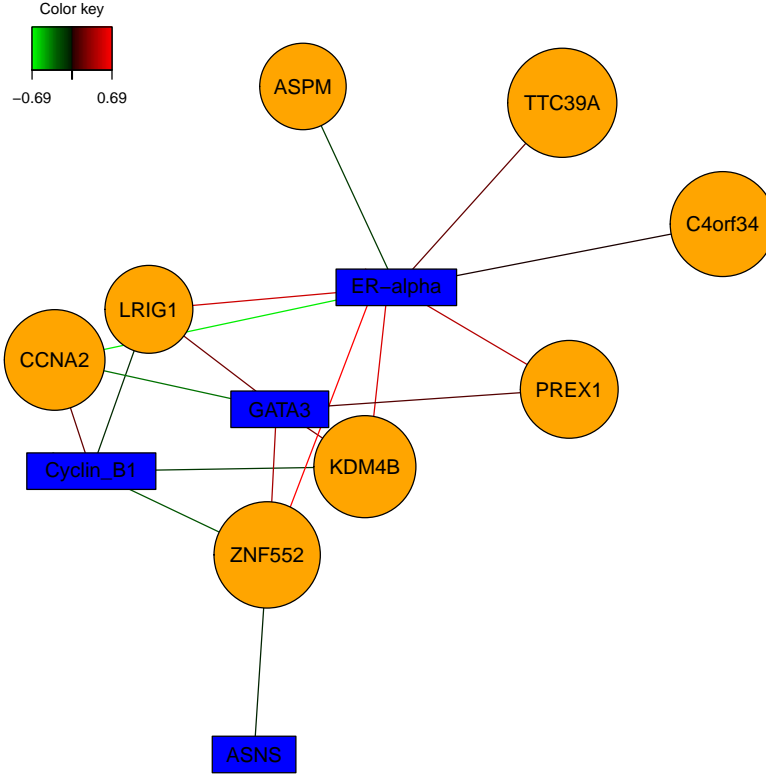 Color key
−0.69 0.69
ASPM
TTC39A
C4orf34
ER−alpha
LRIG1
CCNA2
PREX1
GATA3
KDM4B
Cyclin_B1
ZNF552
ASNS